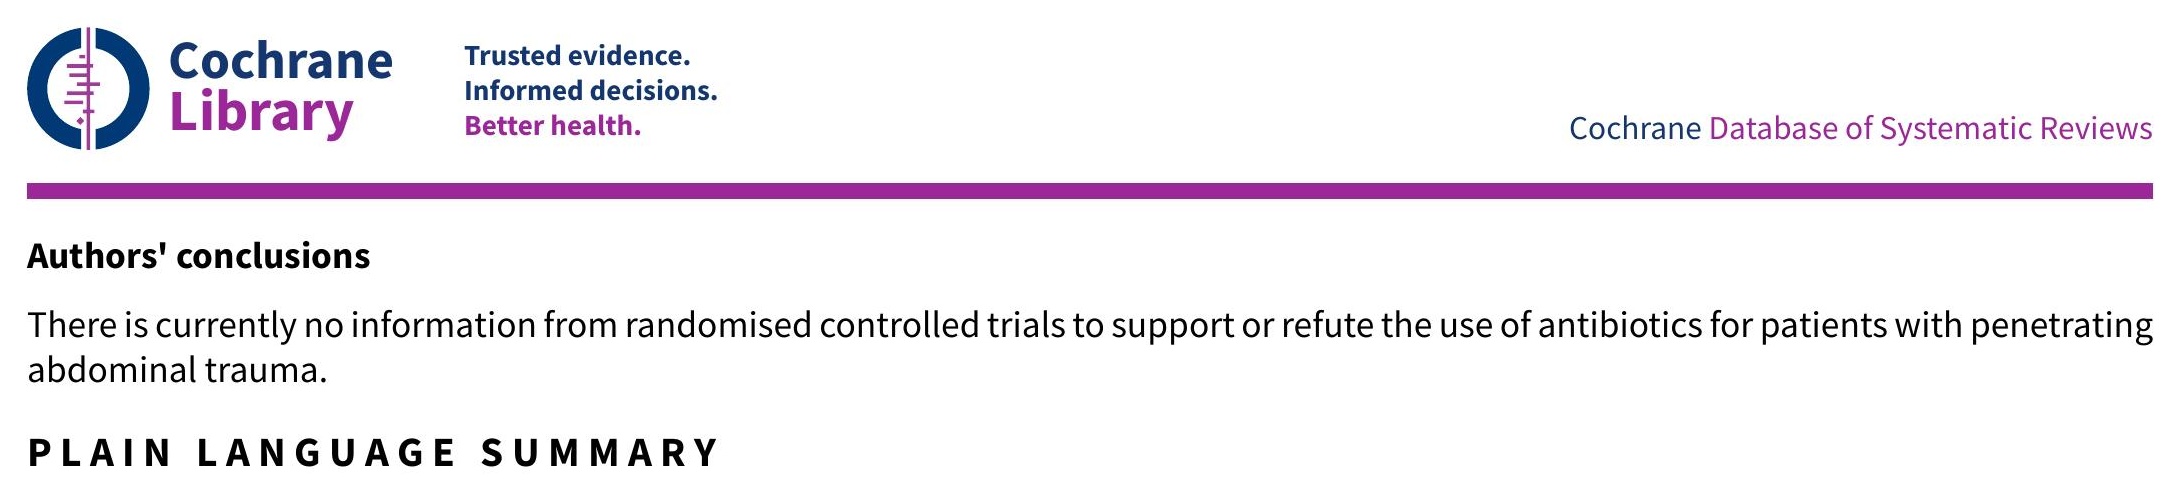 Cochrane
Library
Trusted evidence.
Informed decisions.
Better health.
Cochrane Database of Systematic Reviews
Authors' conclusions
There is currently no information from randomised controlled trials to support or refute the use of antibiotics for patients with penetrating
abdominal trauma.
PLAIN LANGUAGE SUMMARY